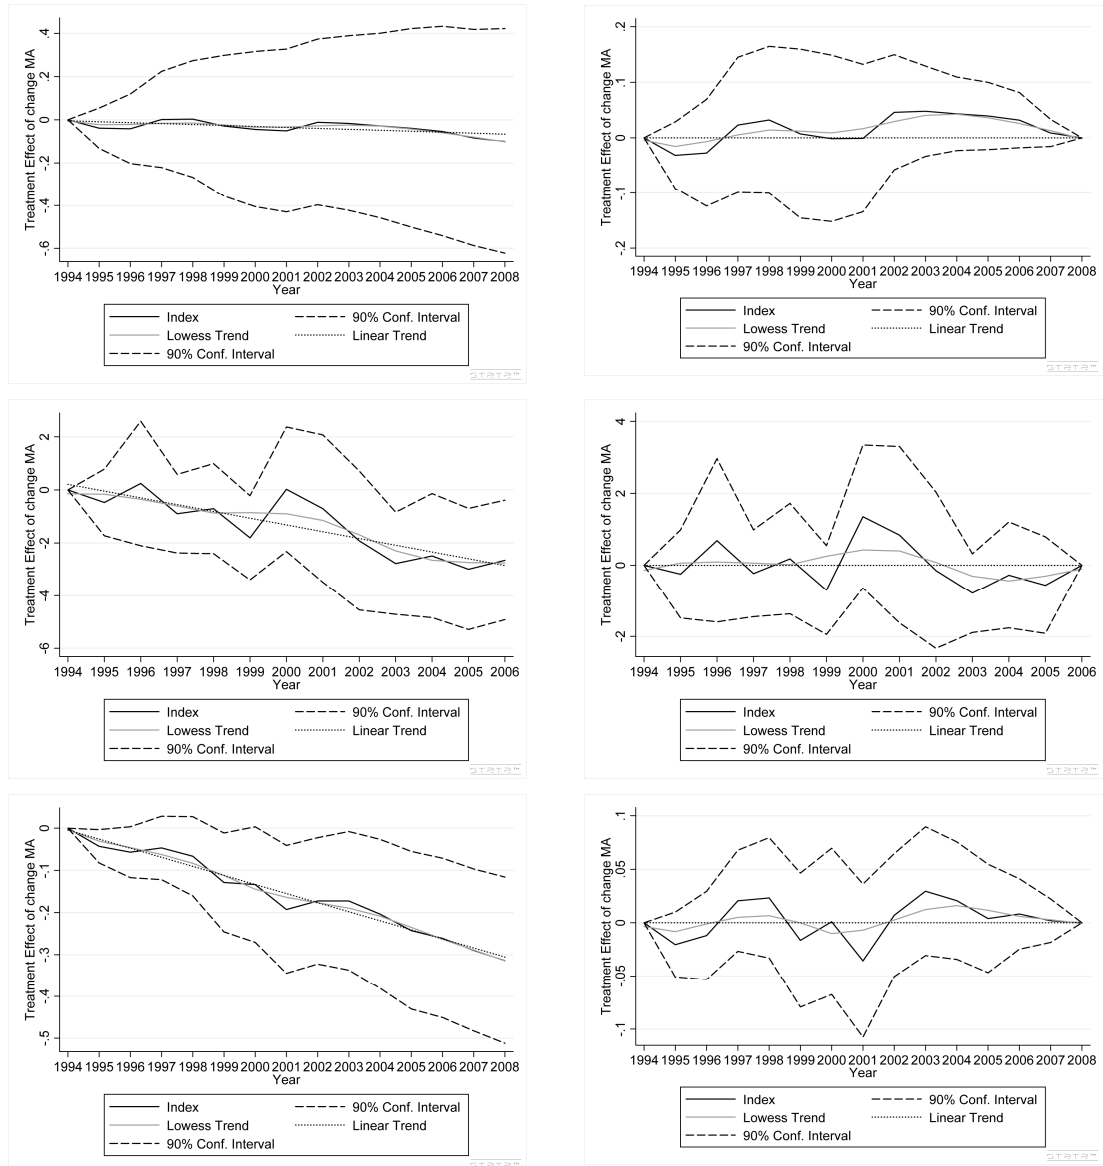 Treatment Effect of change MA
.4
.2
0
-.2
-.4
-.6
1994 1995 1996 1997 1998 1999 2000 2001 2002 2003 2004 2005 2006 2007 2008
Year
Index
90% Conf. Interval
Lowess Trend
Linear Trend
90% Conf. Interval
STATA™
Treatment Effect of change MA
.2
.1
0
-.1
-.2
1994 1995 1996 1997 1998 1999 2000 2001 2002 2003 2004 2005 2006 2007 2008
Year
Index
90% Conf. Interval
Lowess Trend
Linear Trend
90% Conf. Interval
STATA™
Treatment Effect of change MA
2
0
-2
-4
-6
1994 1995 1996 1997 1998 1999 2000 2001 2002 2003 2004 2005 2006
Year
Index
90% Conf. Interval
Lowess Trend
Linear Trend
90% Conf. Interval
STATA™
Treatment Effect of change MA
4
2
0
-2
1994 1995 1996 1997 1998 1999 2000 2001 2002 2003 2004 2005 2006
Year
Index
90% Conf. Interval
Lowess Trend
Linear Trend
90% Conf. Interval
STATA™
Treatment Effect of change MA
0
-.1
-.2
-.3
-.4
-.5
1994 1995 1996 1997 1998 1999 2000 2001 2002 2003 2004 2005 2006 2007 2008
Year
Index
90% Conf. Interval
Lowess Trend
Linear Trend
90% Conf. Interval
STATA™
Treatment Effect of change MA
.1
.05
0
-.05
-.1
1994 1995 1996 1997 1998 1999 2000 2001 2002 2003 2004 2005 2006 2007 2008
Year
Index
90% Conf. Interval
Lowess Trend
Linear Trend
90% Conf. Interval
STATA™